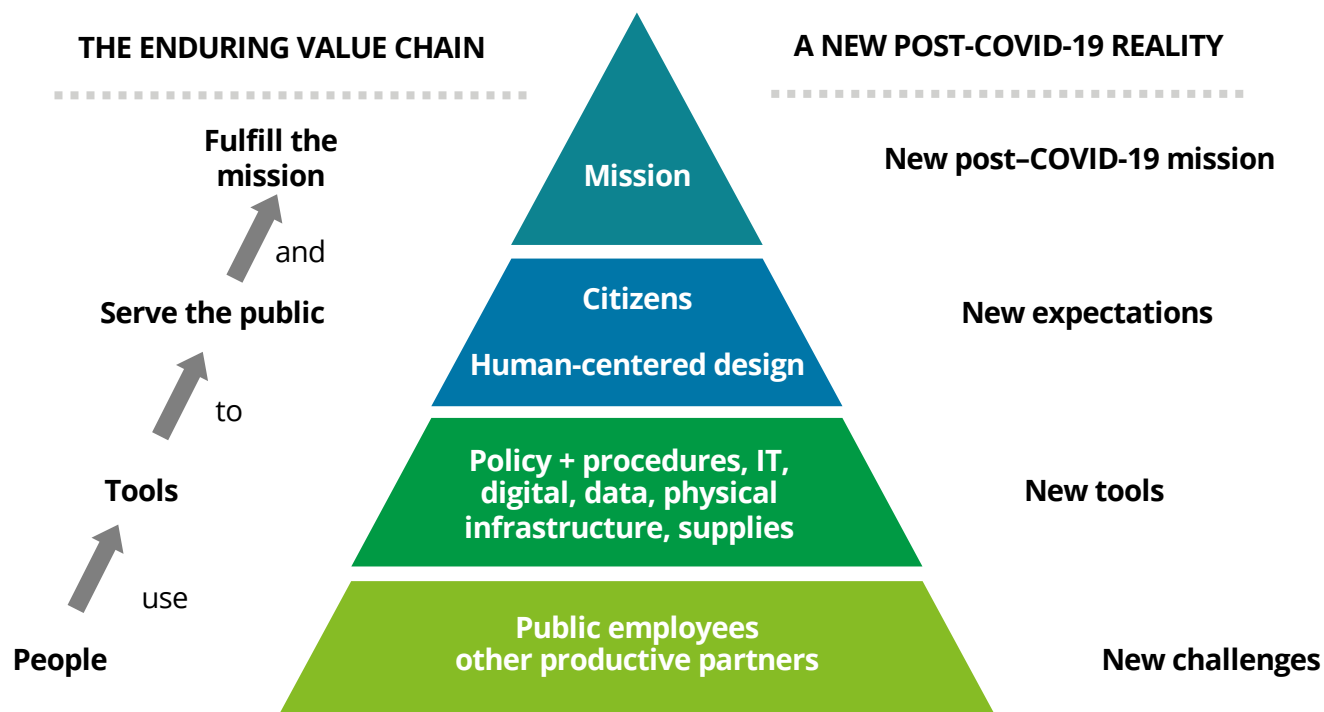 THE ENDURING VALUE CHAIN
A NEW POST-COVID-19 REALITY
Fulfill the
mission
Mission
New post–COVID-19 mission
and
Serve the public
Citizens
Human-centered design
New expectations
to
Tools
Policy + procedures, IT,
digital, data, physical
infrastructure, supplies
New tools
use
People
Public employees
other productive partners
New challenges